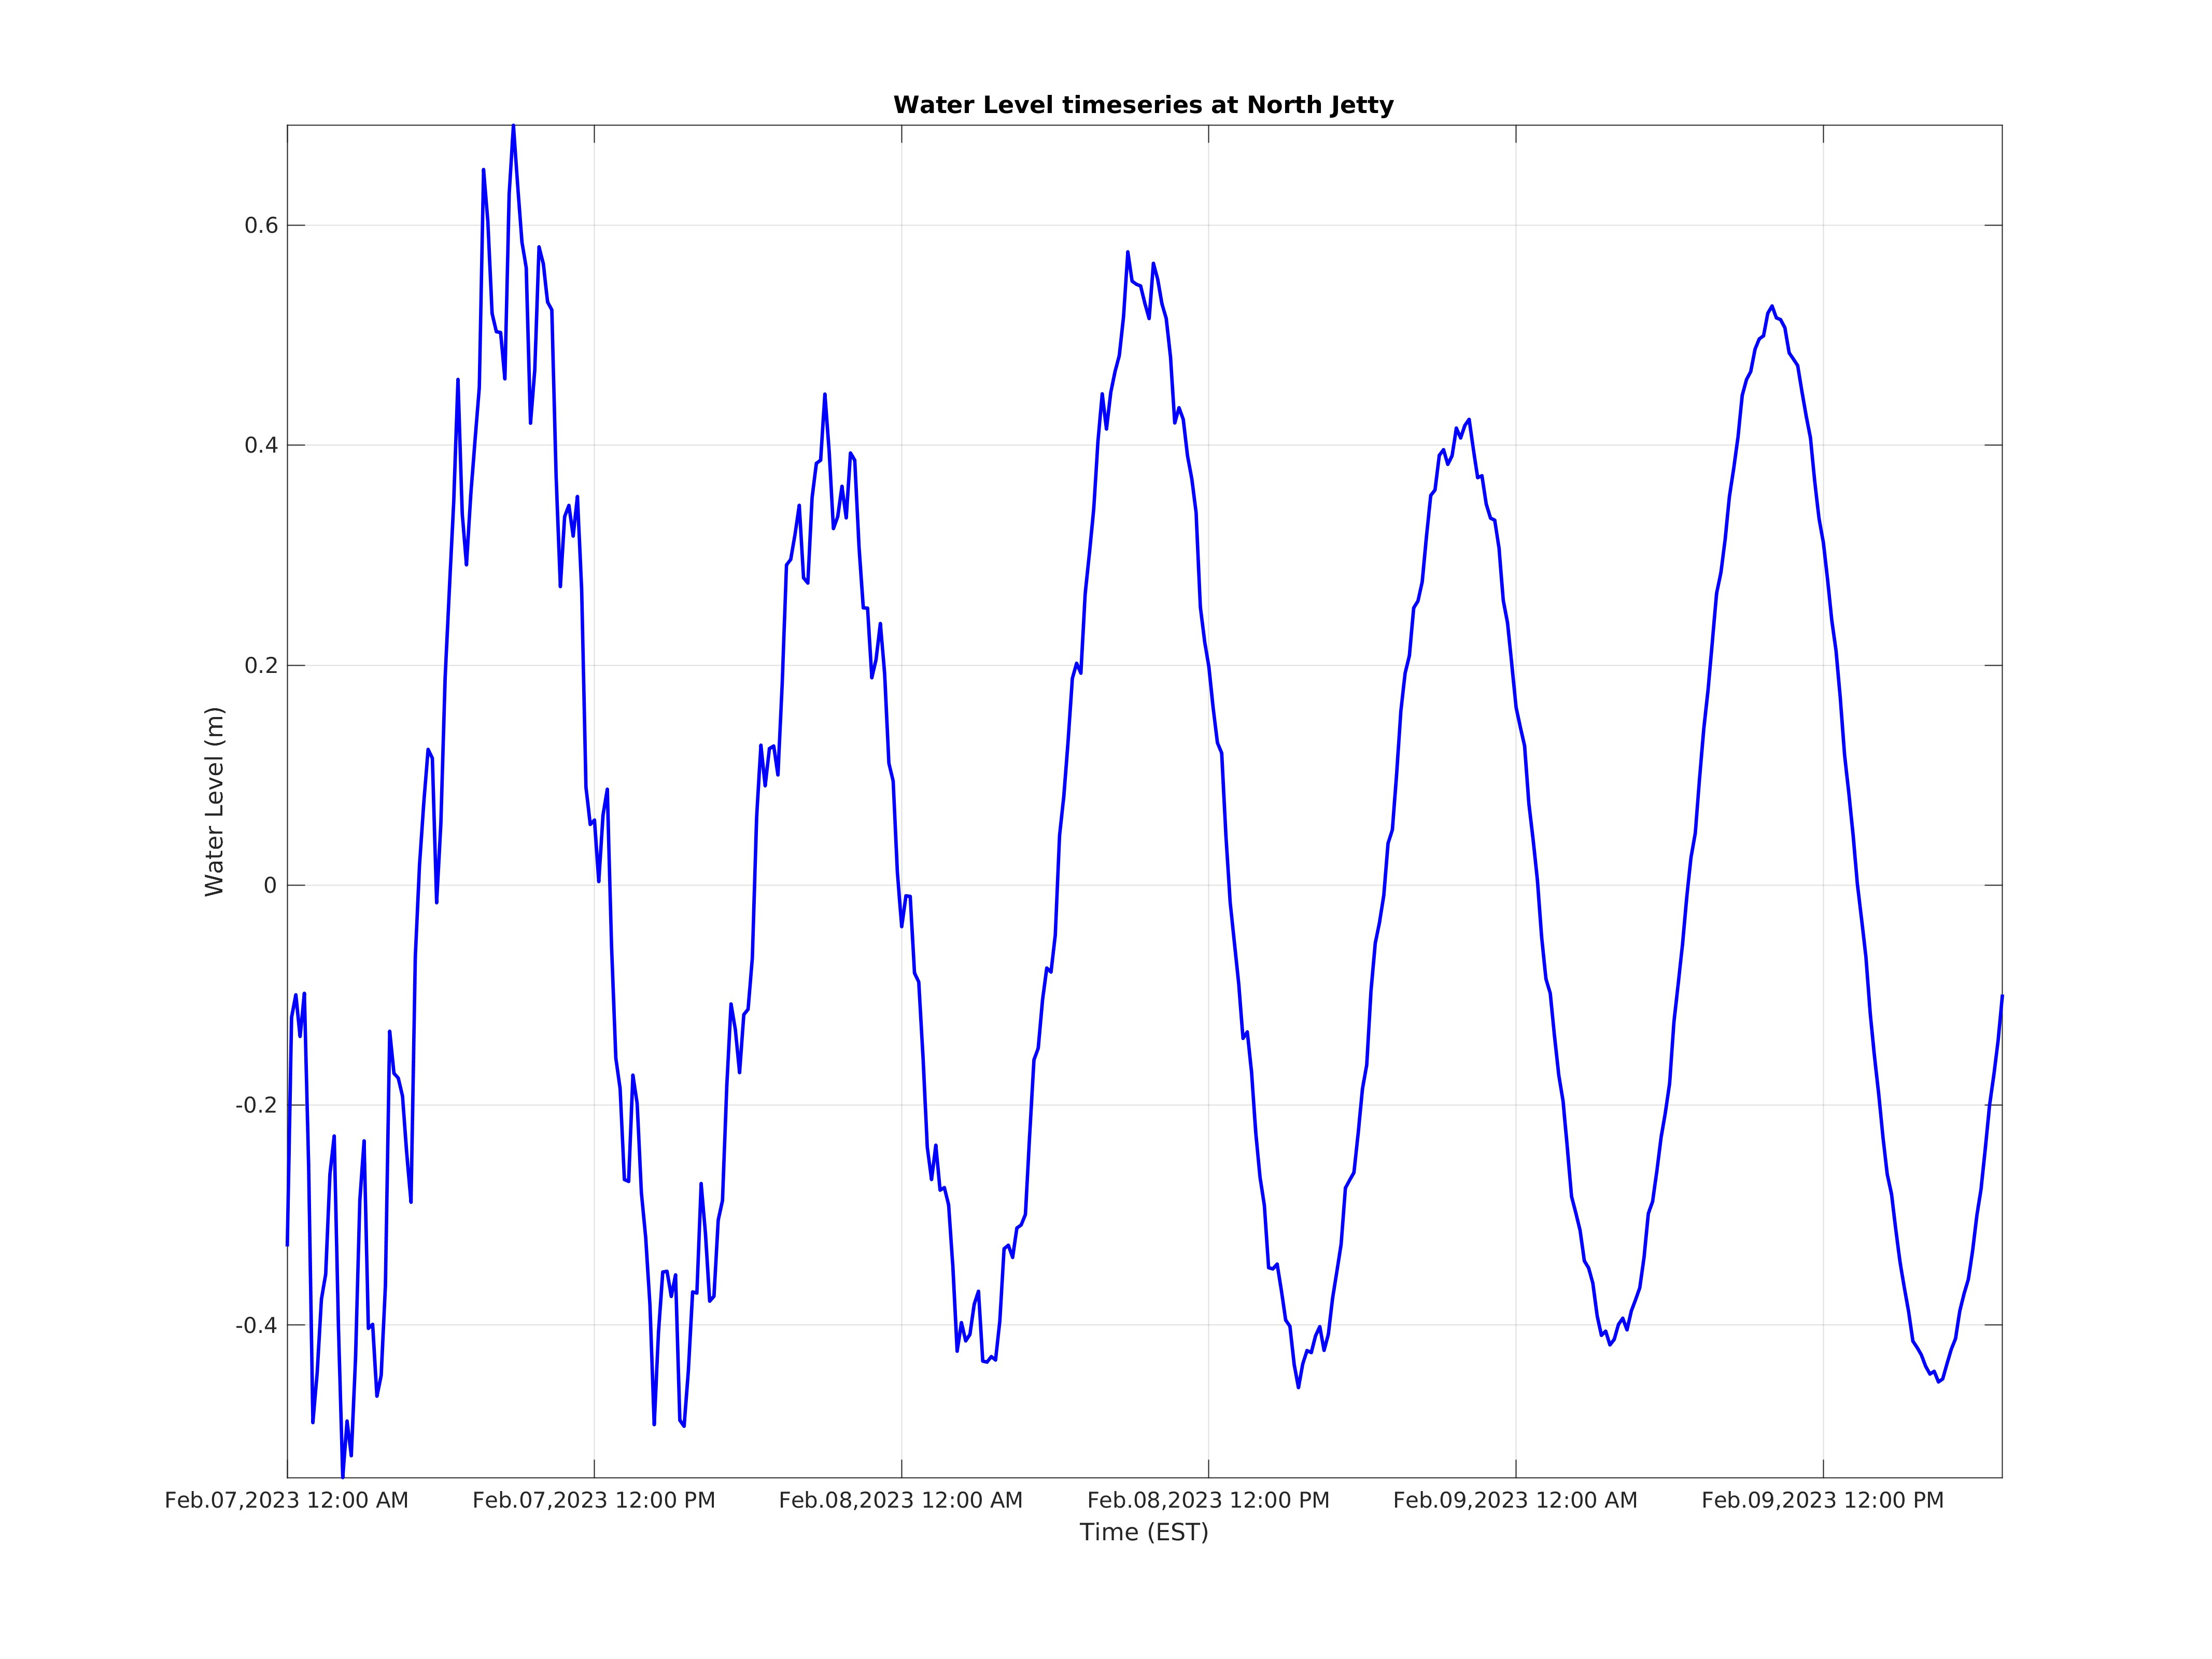 Water Level timeseries at North Jetty
0.6
0.4
0.2
0
-0.2
-0.4
Water Level (m)
Feb.07,2023 12:00 AM
Feb.07,2023 12:00 PM
Feb.08,2023 12:00 AM
Feb.08,2023 12:00 PM
Feb.09,2023 12:00 AM
Feb.09,2023 12:00 PM
Time (EST)